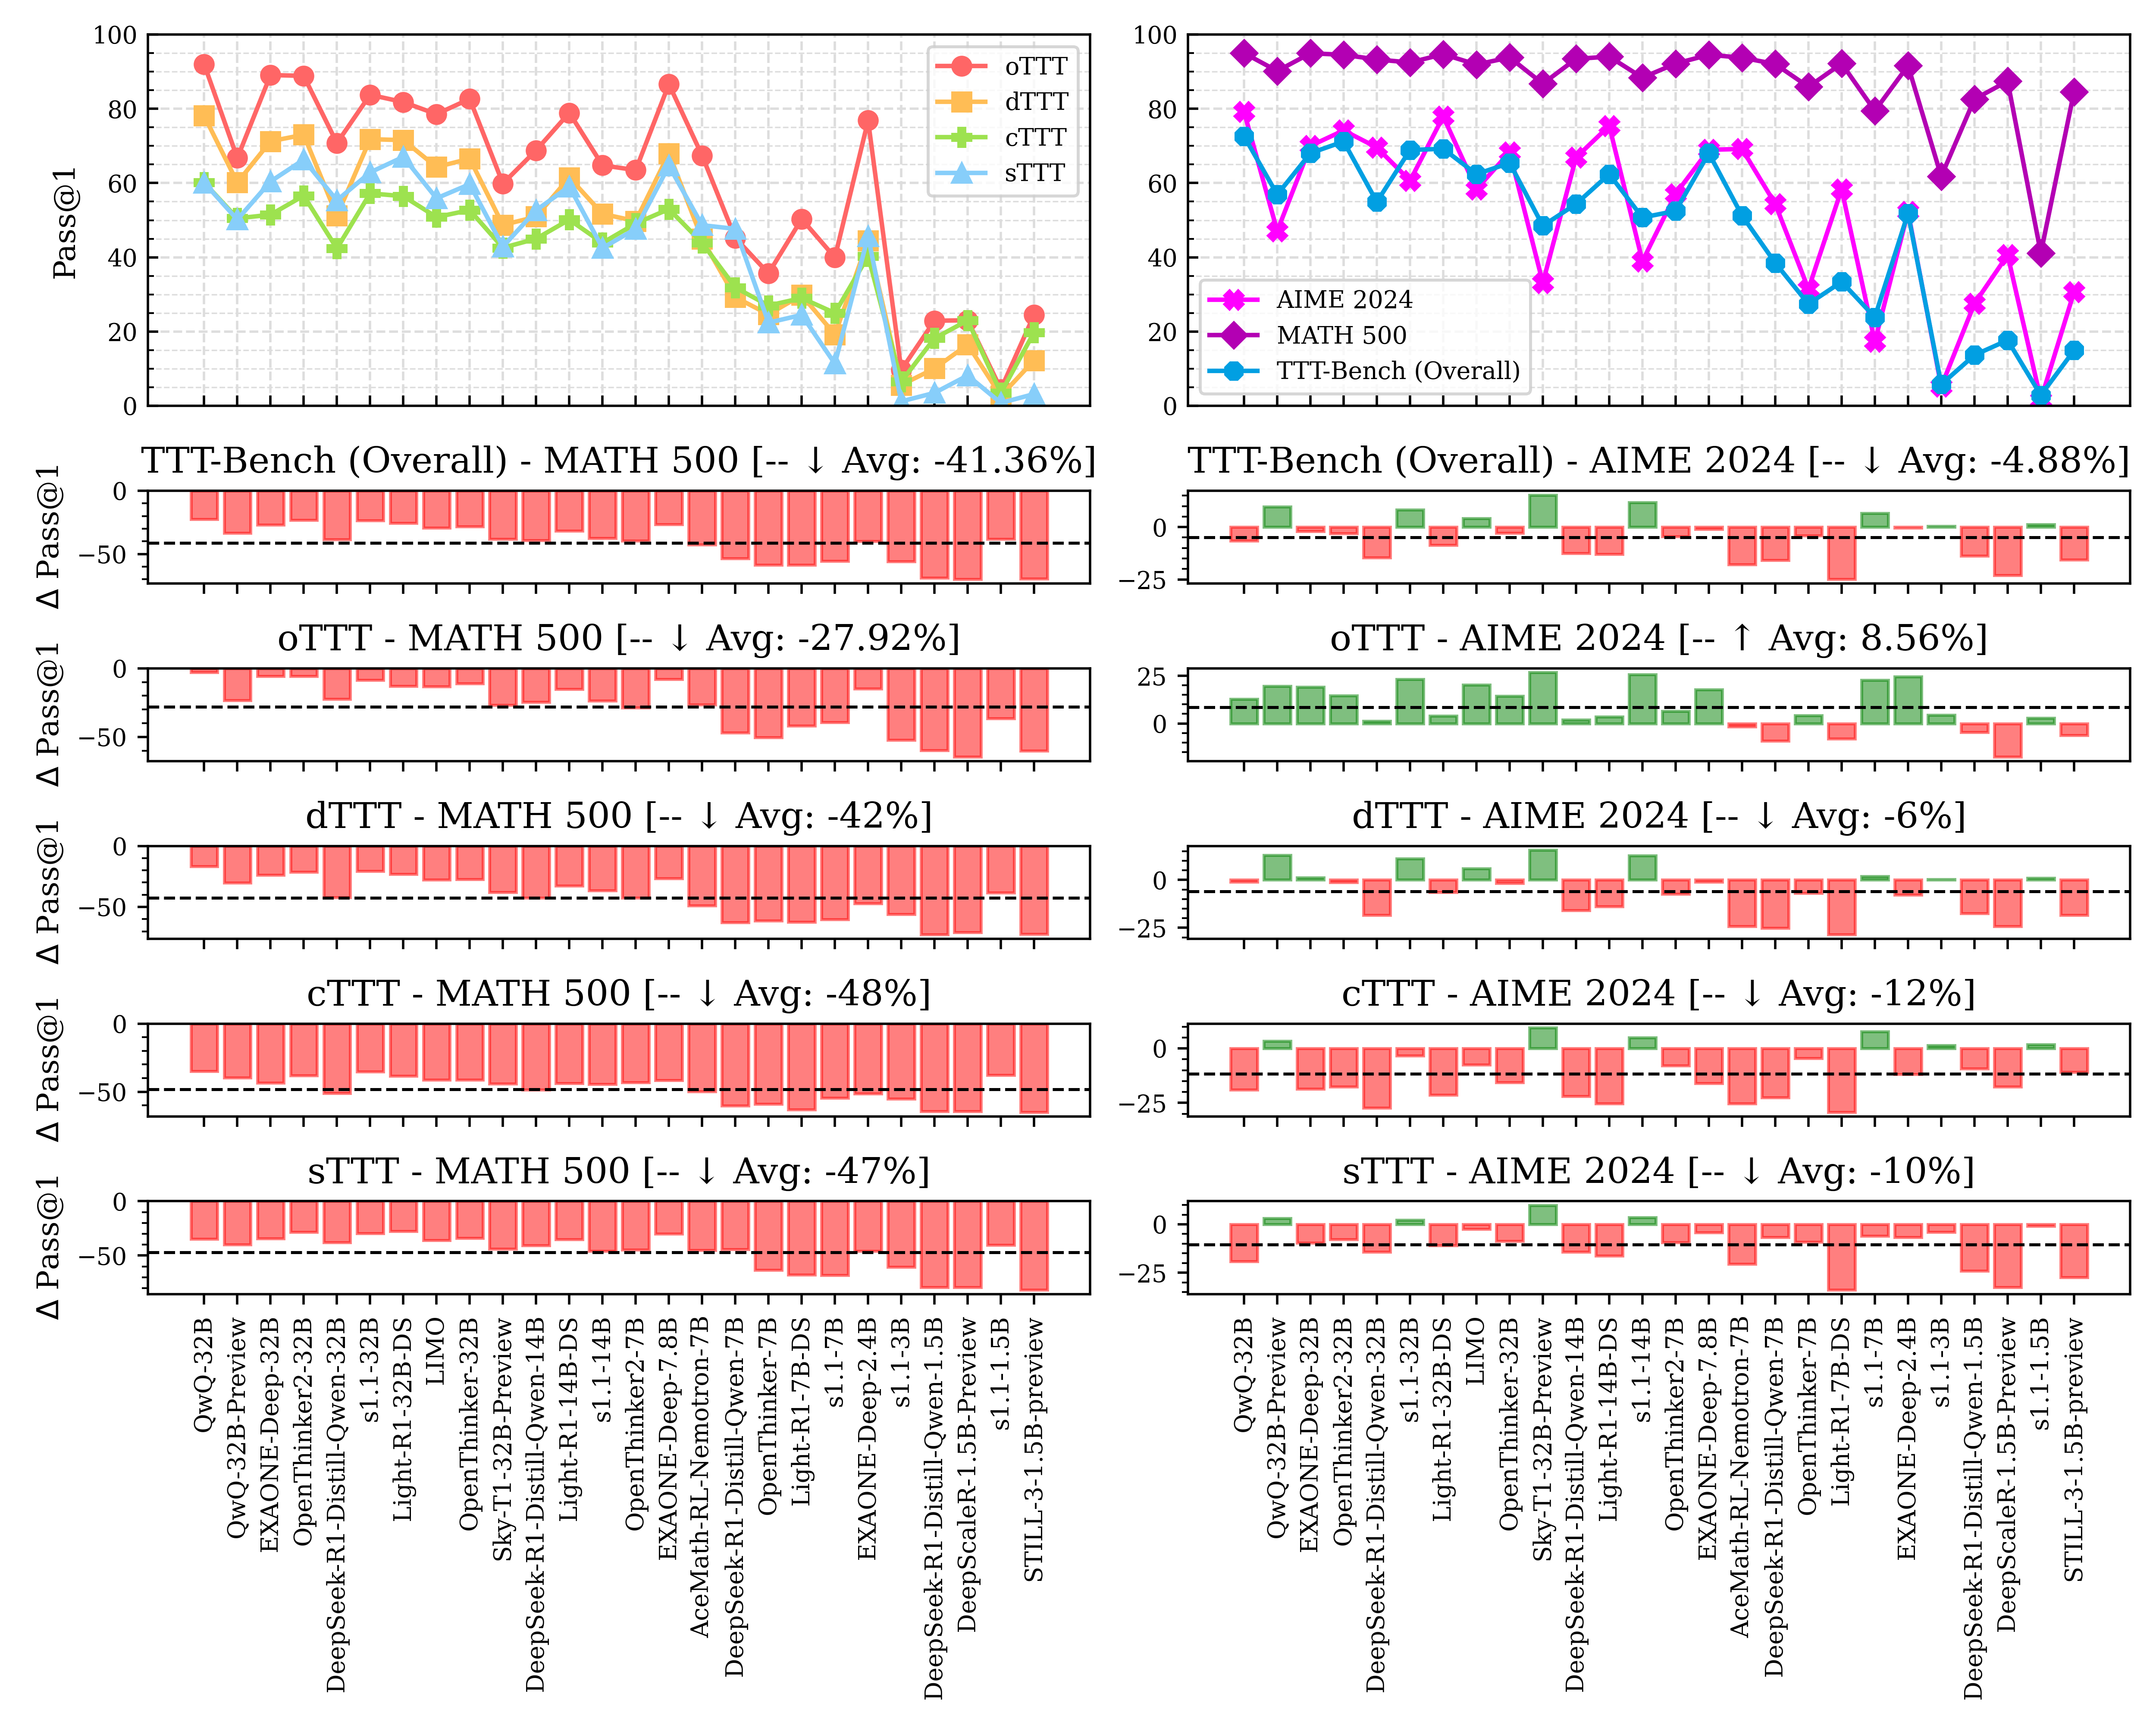 Pass@1
100
80
60
40
20
0
oTTT
dTTT
cTTT
sTTT
100
80
60
40
20
0
AIME 2024
MATH 500
TTT-Bench (Overall)
TTT-Bench (Overall) - MATH 500 [-- ↓ Avg: -41.36%]
Δ Pass@1
0
−50
TTT-Bench (Overall) - AIME 2024 [-- ↓ Avg: -4.88%]
0
−25
oTTT - MATH 500 [-- ↓ Avg: -27.92%]
Δ Pass@1
0
−50
oTTT - AIME 2024 [-- ↑ Avg: 8.56%]
25
0
dTTT - MATH 500 [-- ↓ Avg: -42%]
Δ Pass@1
0
−50
dTTT - AIME 2024 [-- ↓ Avg: -6%]
0
−25
cTTT - MATH 500 [-- ↓ Avg: -48%]
Δ Pass@1
0
−50
cTTT - AIME 2024 [-- ↓ Avg: -12%]
0
−25
sTTT - MATH 500 [-- ↓ Avg: -47%]
Δ Pass@1
0
−50
sTTT - AIME 2024 [-- ↓ Avg: -10%]
0
−25
QwQ-32B
QwQ-32B-Preview
EXAONE-Deep-32B
OpenThinker2-32B
DeepSeek-R1-Distill-Qwen-32B
s1.1-32B
Light-R1-32B-DS
LIMO
OpenThinker-32B
Sky-T1-32B-Preview
DeepSeek-R1-Distill-Qwen-14B
Light-R1-14B-DS
s1.1-14B
OpenThinker2-7B
EXAONE-Deep-7.8B
AceMath-RL-Nemotron-7B
DeepSeek-R1-Distill-Qwen-7B
OpenThinker-7B
Light-R1-7B-DS
s1.1-7B
EXAONE-Deep-2.4B
s1.1-3B
DeepSeek-R1-Distill-Qwen-1.5B
DeepScaleR-1.5B-Preview
s1.1-1.5B
STILL-3-1.5B-preview
QwQ-32B
QwQ-32B-Preview
EXAONE-Deep-32B
OpenThinker2-32B
DeepSeek-R1-Distill-Qwen-32B
s1.1-32B
Light-R1-32B-DS
LIMO
OpenThinker-32B
Sky-T1-32B-Preview
DeepSeek-R1-Distill-Qwen-14B
Light-R1-14B-DS
s1.1-14B
OpenThinker2-7B
EXAONE-Deep-7.8B
AceMath-RL-Nemotron-7B
DeepSeek-R1-Distill-Qwen-7B
OpenThinker-7B
Light-R1-7B-DS
s1.1-7B
EXAONE-Deep-2.4B
s1.1-3B
DeepSeek-R1-Distill-Qwen-1.5B
DeepScaleR-1.5B-Preview
s1.1-1.5B
STILL-3-1.5B-preview